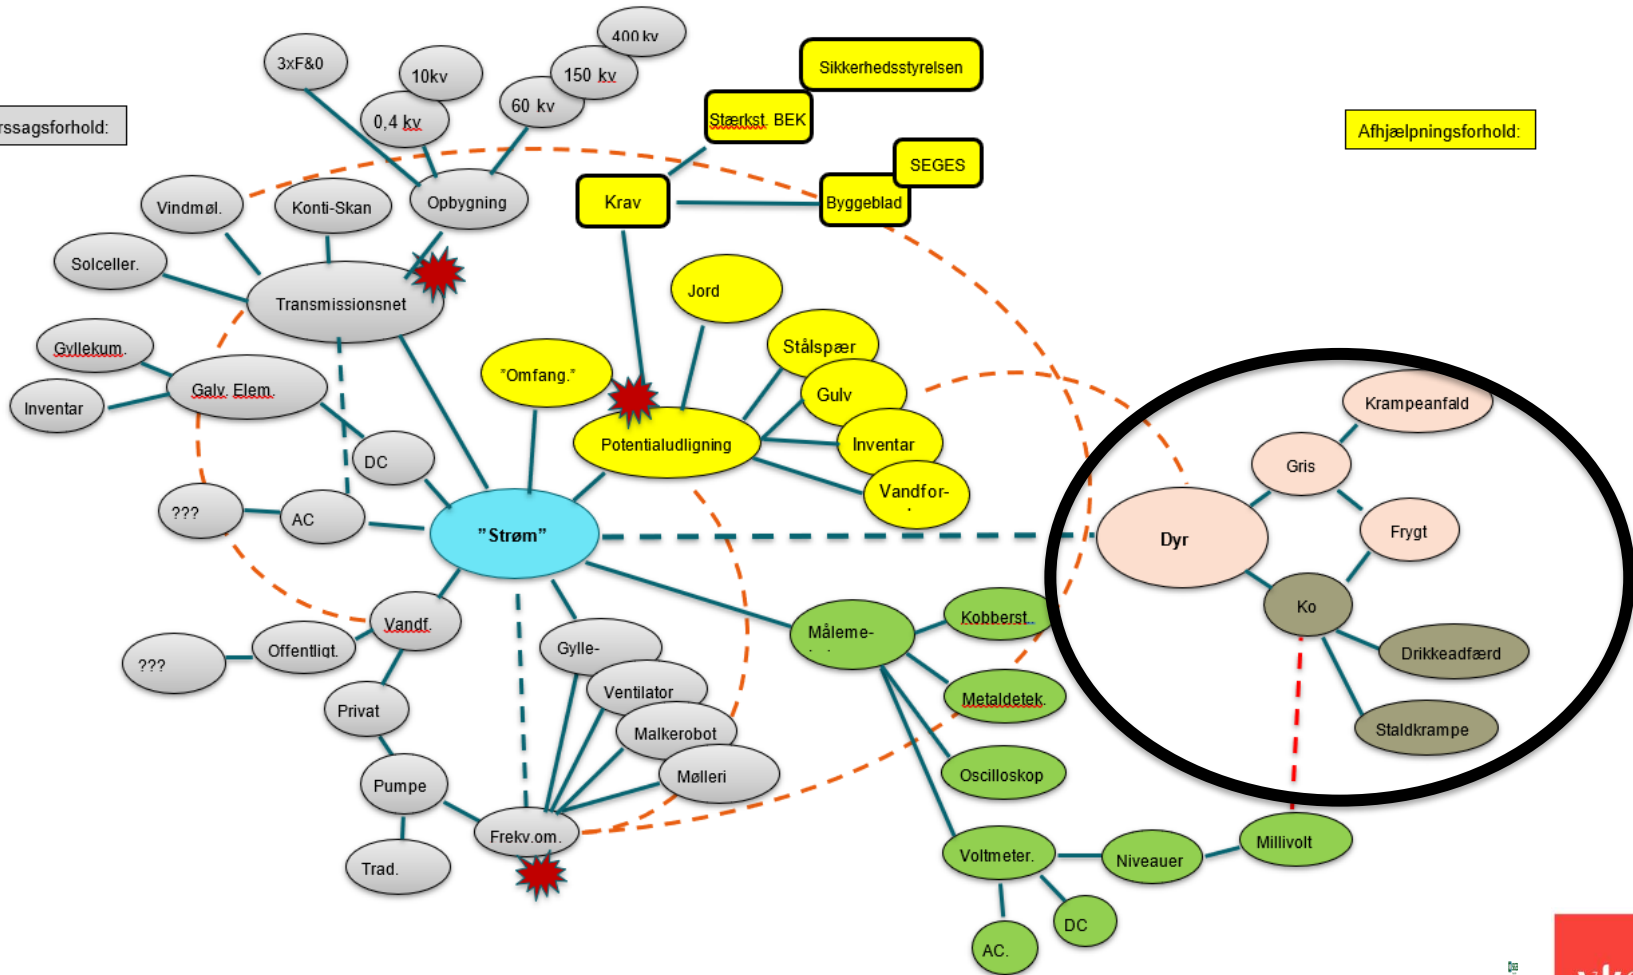 400 kv
3xF&0
10kv
150 kv
Sikkerhedsstyrelsen
60 kv
0,4 kv
Stærkst. BEK
rssagsforhold:
Afhjælpningsforhold:
SEGES
Vindmøl.
Konti-Skan
Opbygning
Krav
Byggeblad
Solceller.
Jord
Transmissionsnet
Gyllekum.
Stålspær
"Omfang."
Galv. Elem.
Gulv
Inventar
Krampeanfald
Potentialudligning
Inventar
DC
Gris
Vandfor-
???
AC
"Strøm"
Dyr
Frygt
Ko
Vandf.
Måleme-
Kobberst..
Offentligt.
???
Gylle-
Drikkeadfærd
Ventilator
Metaldetek.
Privat
Malkerobot
Staldkrampe
Mølleri
Oscilloskop
Pumpe
Frekv.om.
Voltmeter.
Niveauer
Millivolt
Trad.
DC
AC.